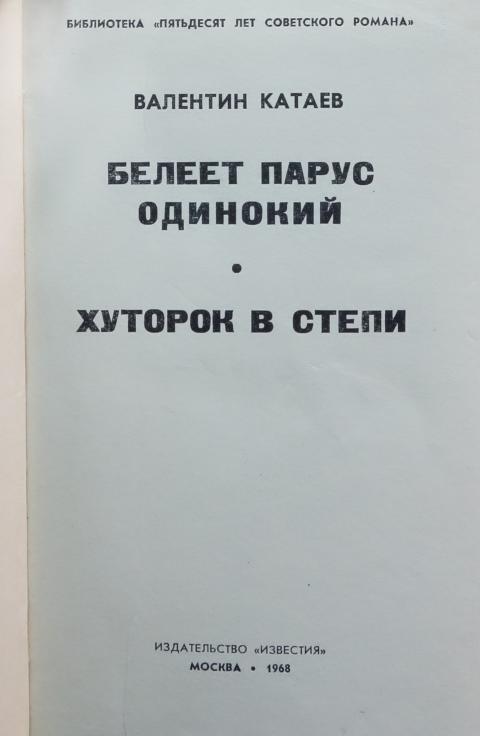 БИБЛИОТЕКА «ПЯТЬДЕСЯТ ЛЕТ СОВЕТСКОГО РОМАНА»
ВАЛЕНТИН КАТАЕВ
БЕЛЕЕТ ПАРУС
ОДИНОКИЙ
•
ХУТОРОК В СТЕПИ
ИЗДАТЕЛЬСТВО «ИЗВЕСТИЯ»
МОСКВА • 1968